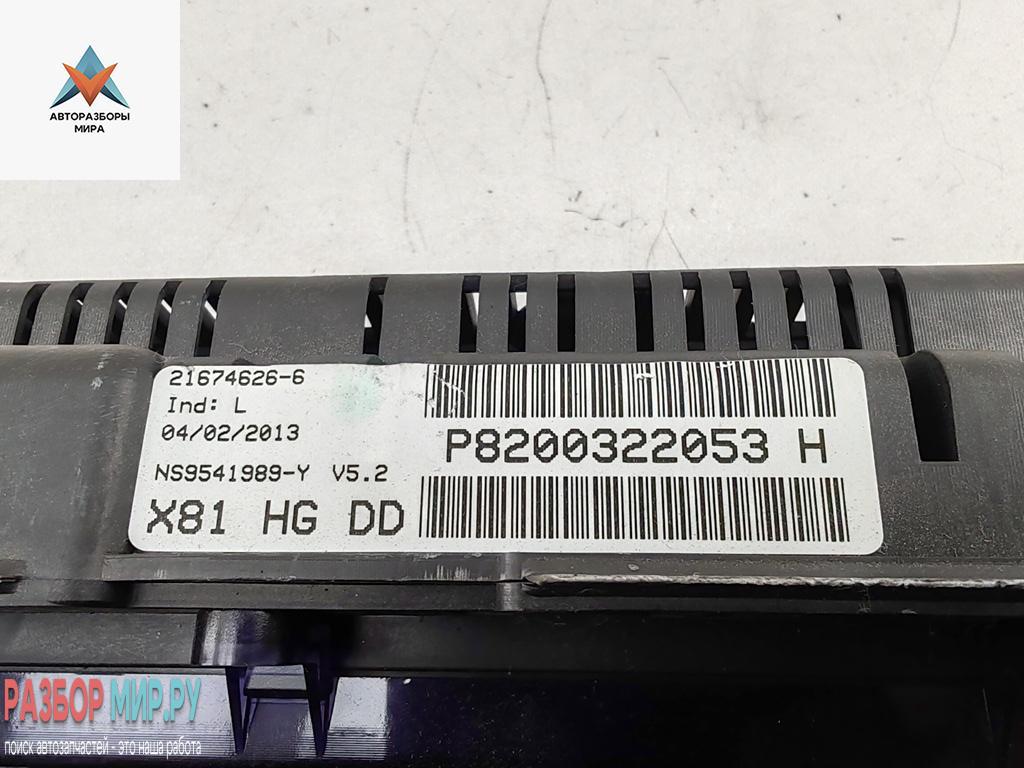 АВТОРАЗБОРЫ
МИРА
21674626-6
Ind: L
04/02/2013
P8200322053 H
NS9541989-Y V5.2
X81 HG DD
РАЗБОР МИР.РУ
поиск автозапчастей - это наша работа